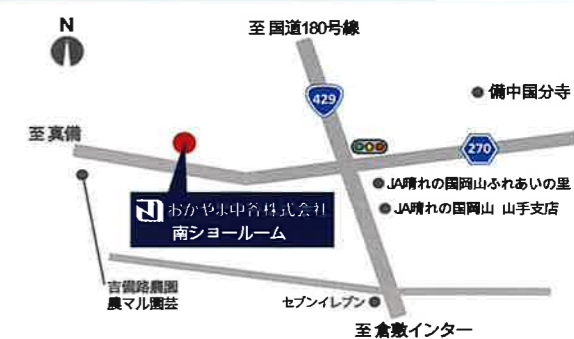 N
至 国道180号線
429
備中国分寺
至 真備
270
JA晴れの国岡山ふれあいの里
おかやま中谷株式会社
JA晴れの国岡山 山手支店
南ショールーム
吉備路農園
農マル園芸
セブンイレブン
至 倉敷インター